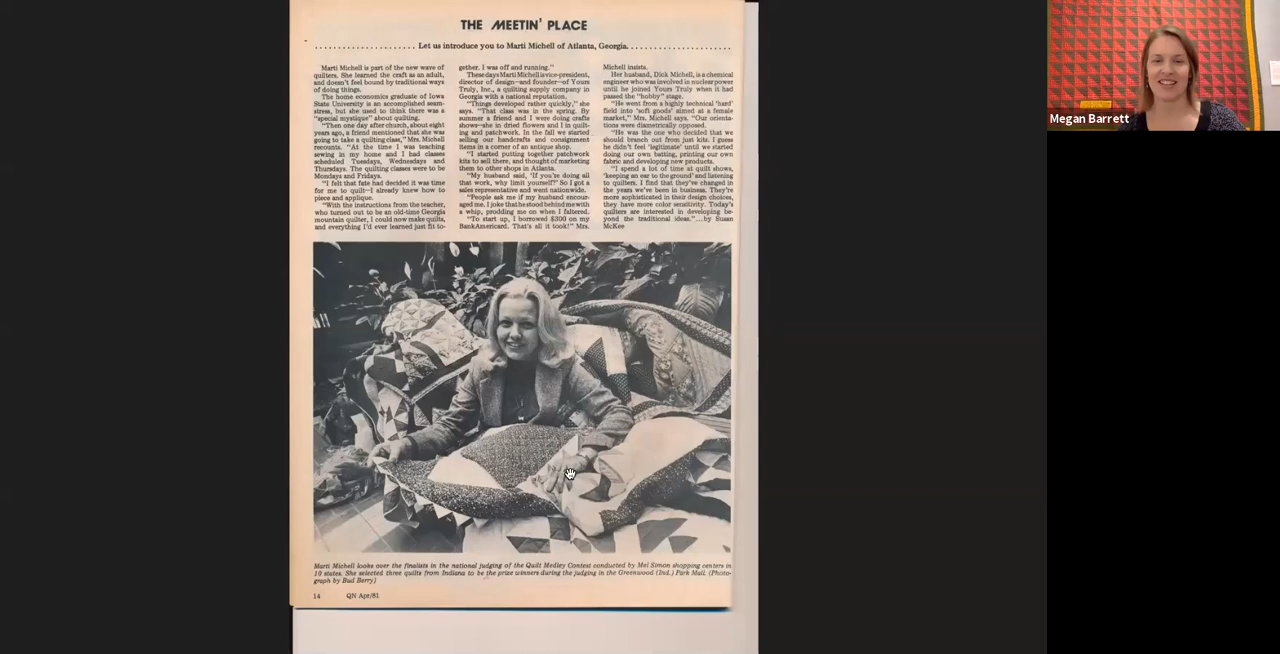 THE MEETIN' PLACE
Let us introduce you to Marti Michell of Atlanta, Georgia.
Marti Michell is part of the new wave of
quilters. She learned the craft as an adult,
and doesn't feel bound by traditional ways
of doing things.
The home economics graduate of Iowa
State University is an accomplished seam-
stress, but she used to think there was a
"special mystique" about quilting.
"Then one day after church, about eight
years ago, a friend mentioned that she was
going to take a quilting class," Mrs. Michell
recounts. "At the time I was teaching
sewing in my home and I had classes
scheduled Tuesdays, Wednesdays and
Thursdays. The quilting classes were to be
Mondays and Fridays.
"I felt that fate had decided it was time
for me to quilt—I already knew how to
piece and applique.
"With the instructions from the teacher,
who turned out to be an old-time Georgia
mountain quilter, I could now make quilts,
and everything I'd ever learned just fit to-
gether. I was off and running."
These days Marti Michell is vice-president,
director of design—and founder—of Yours
Truly, Inc., a quilting supply company in
Georgia with a national reputation.
"Things developed rather quickly," she
says. "That class was in the spring. By
summer a friend and I were doing crafts
shows—she in dried flowers and I in quilt-
ing and patchwork. In the fall we started
selling our handcrafts and consignment
items in a corner of an antique shop.
"I started putting together patchwork
kits to sell there, and thought of marketing
them to other shops in Atlanta.
"My husband said, 'If you're doing all
that work, why limit yourself?' So I got a
sales representative and went nationwide.
"People ask me if my husband encour-
aged me. I joke that he stood behind me with
a whip, prodding me on when I faltered.
"To start up, I borrowed $300 on my
BankAmericard. That's all it took!" Mrs.
Michell insists.
Her husband, Dick Michell, is a chemical
engineer who was involved in nuclear power
until he joined Yours Truly when it had
passed the "hobby" stage.
"He went from a highly technical 'hard'
field into 'soft goods' aimed at a female
market," Mrs. Michell says. "Our orienta-
tions were diametrically opposed.
"He was the one who decided that we
should branch out from just kits. I guess
he didn't feel 'legitimate' until we started
doing our own batting, printing our own
fabric and developing new products.
"I spend a lot of time at quilt shows,
'keeping an ear to the ground' and listening
to quilters. I find that they've changed in
the years we've been in business. They're
more sophisticated in their design choices,
they have more color sensitivity. Today's
quilters are interested in developing be-
yond the traditional ideas."...by Susan
McKee
Marti Michell looks over the finalists in the national judging of the Quilt Medley Contest conducted by Mel Simon shopping centers in
10 states. She selected three quilts from Indiana to be the prize winners during the judging in the Greenwood (Ind.) Park Mall. (Photo-
graph by Bud Berry)
14 QN Apr/81
Megan Barrett